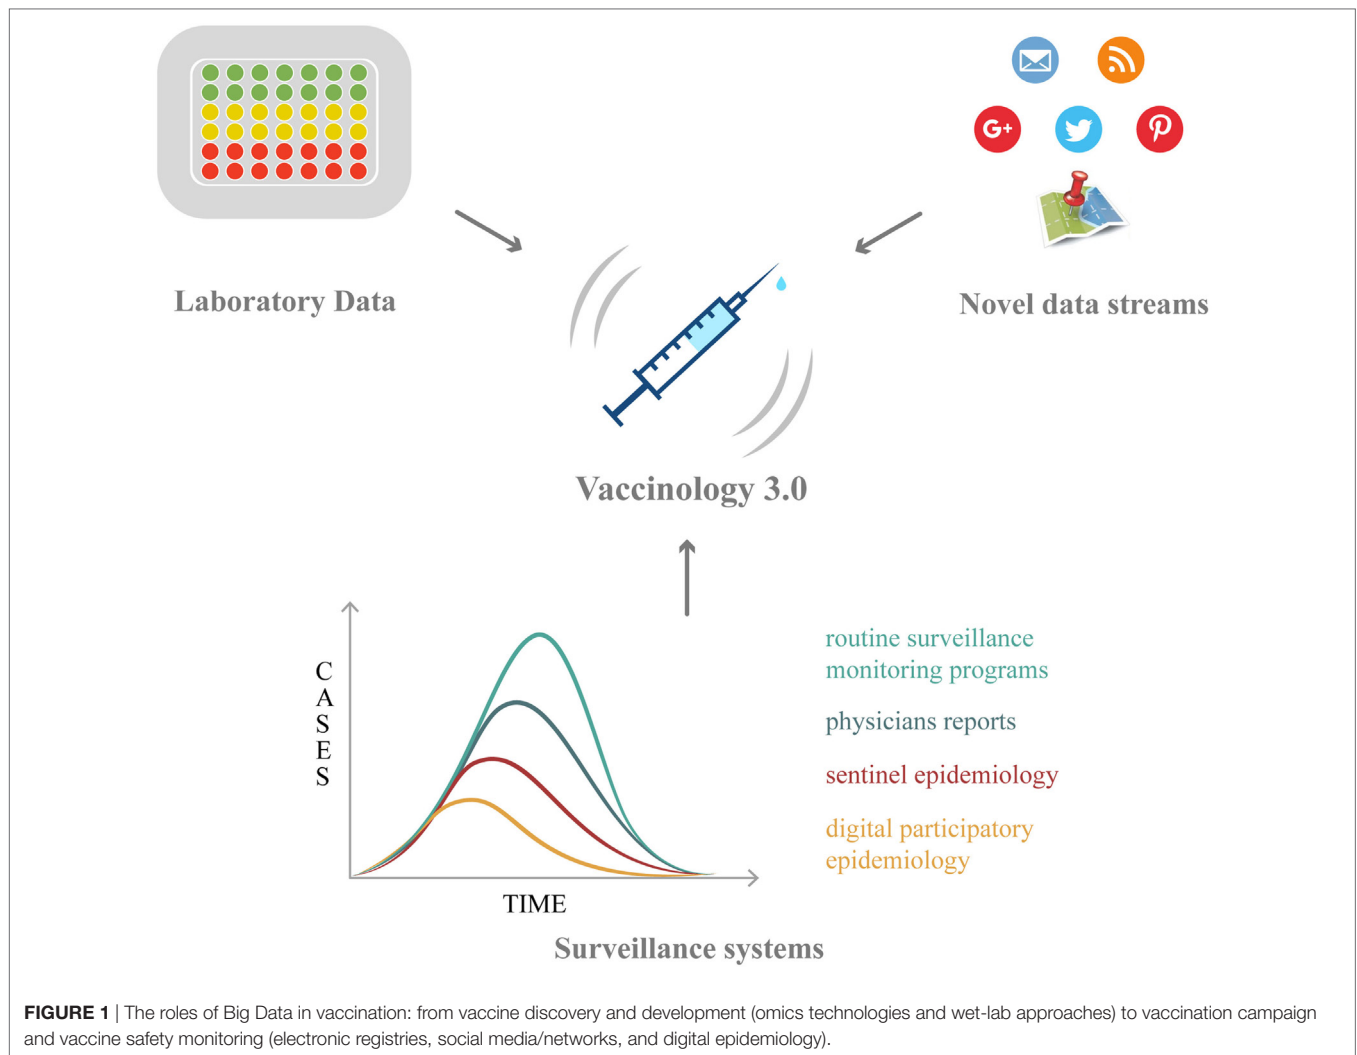 G+
Laboratory Data
Novel data streams
Vaccinology 3.0
CASES
routine surveillance
monitoring programs
physicians reports
sentinel epidemiology
digital participatory
epidemiology
TIME
Surveillance systems
FIGURE 1 | The roles of Big Data in vaccination: from vaccine discovery and development (omics technologies and wet-lab approaches) to vaccination campaign
and vaccine safety monitoring (electronic registries, social media/networks, and digital epidemiology).